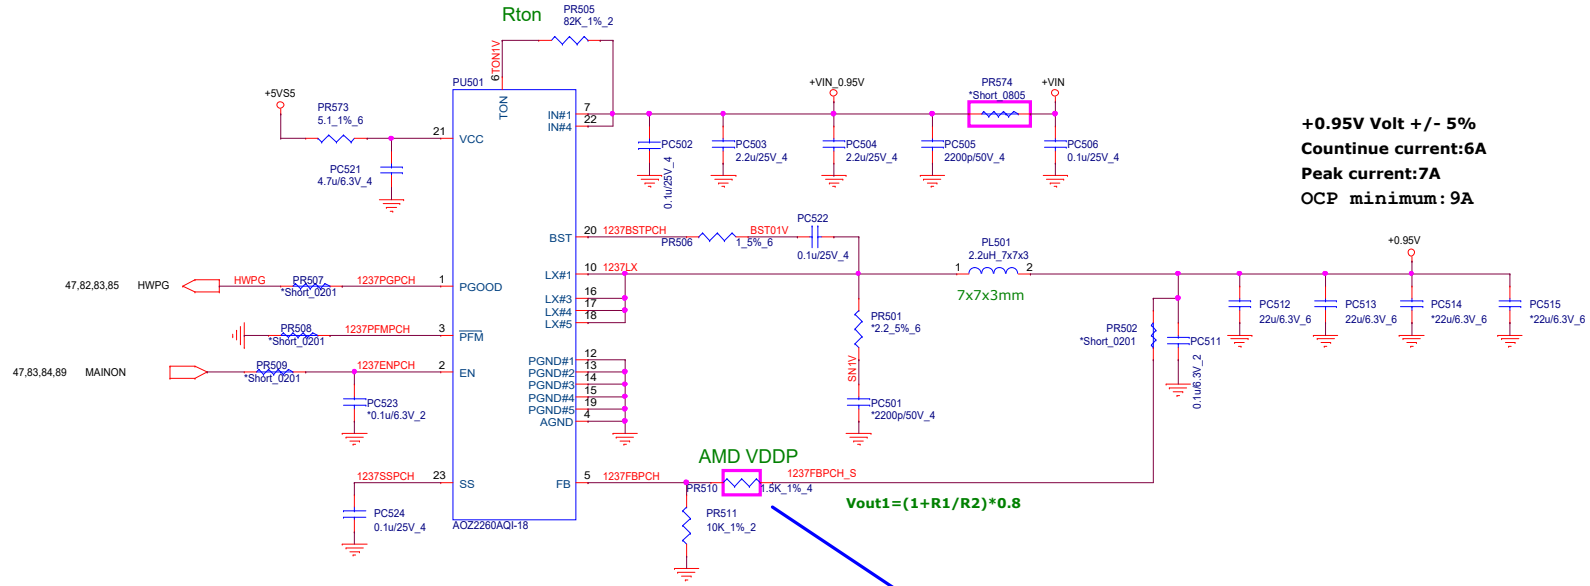 Rton
PR505
82K_1%_2
TON1V
6
PU501
TON
+5VS5
PR573
5.1_1%_6
21
VCC
PC521
4.7u/6.3V_4
IN#1
7
IN#4
22
+VIN_0.95V
PR574
*Short_0805
+VIN
PC502
0.1u/25V_4
PC503
2.2u/25V_4
PC504
2.2u/25V_4
PC505
2200p/50V_4
PC506
0.1u/25V_4
+0.95V Volt +/- 5%
Countinue current:6A
Peak current:7A
OCP minimum:9A
BST
20
1237BSTPCH
PR506
1_5%_6
BST01V
PC522
0.1u/25V_4
LX#1
10
1237LX
LX#3
16
LX#4
17
LX#5
18
PL501
2.2uH_7x7x3
1
2
7x7x3mm
+0.95V
PC512
22u/6.3V_6
PC513
22u/6.3V_6
PC514
*22u/6.3V_6
PC515
*22u/6.3V_6
PR501
*2.2_5%_6
SN1V
PC501
*2200p/50V_4
PR502
*Short_0201
PC511
0.1u/6.3V_2
47,82,83,85
HWPG
HWPG
PR507
*Short_0201
1237PGPCH
1
PGOOD
PR508
*Short_0201
1237PFMPCH
3
PFM
47,83,84,89
MAINON
PR509
*Short_0201
1237ENPCH
2
EN
PC523
*0.1u/6.3V_2
PGND#1
12
PGND#2
13
PGND#3
14
PGND#4
15
PGND#5
19
AGND
4
1237SSPCH
23
SS
PC524
0.1u/25V_4
AOZ2260AQI-18
FB
5
1237FBPCH
AMD VDDP
PR510
1.5K_1%_4
1237FBPCH_S
PR511
10K_1%_2
Vout1=(1+R1/R2)*0.8